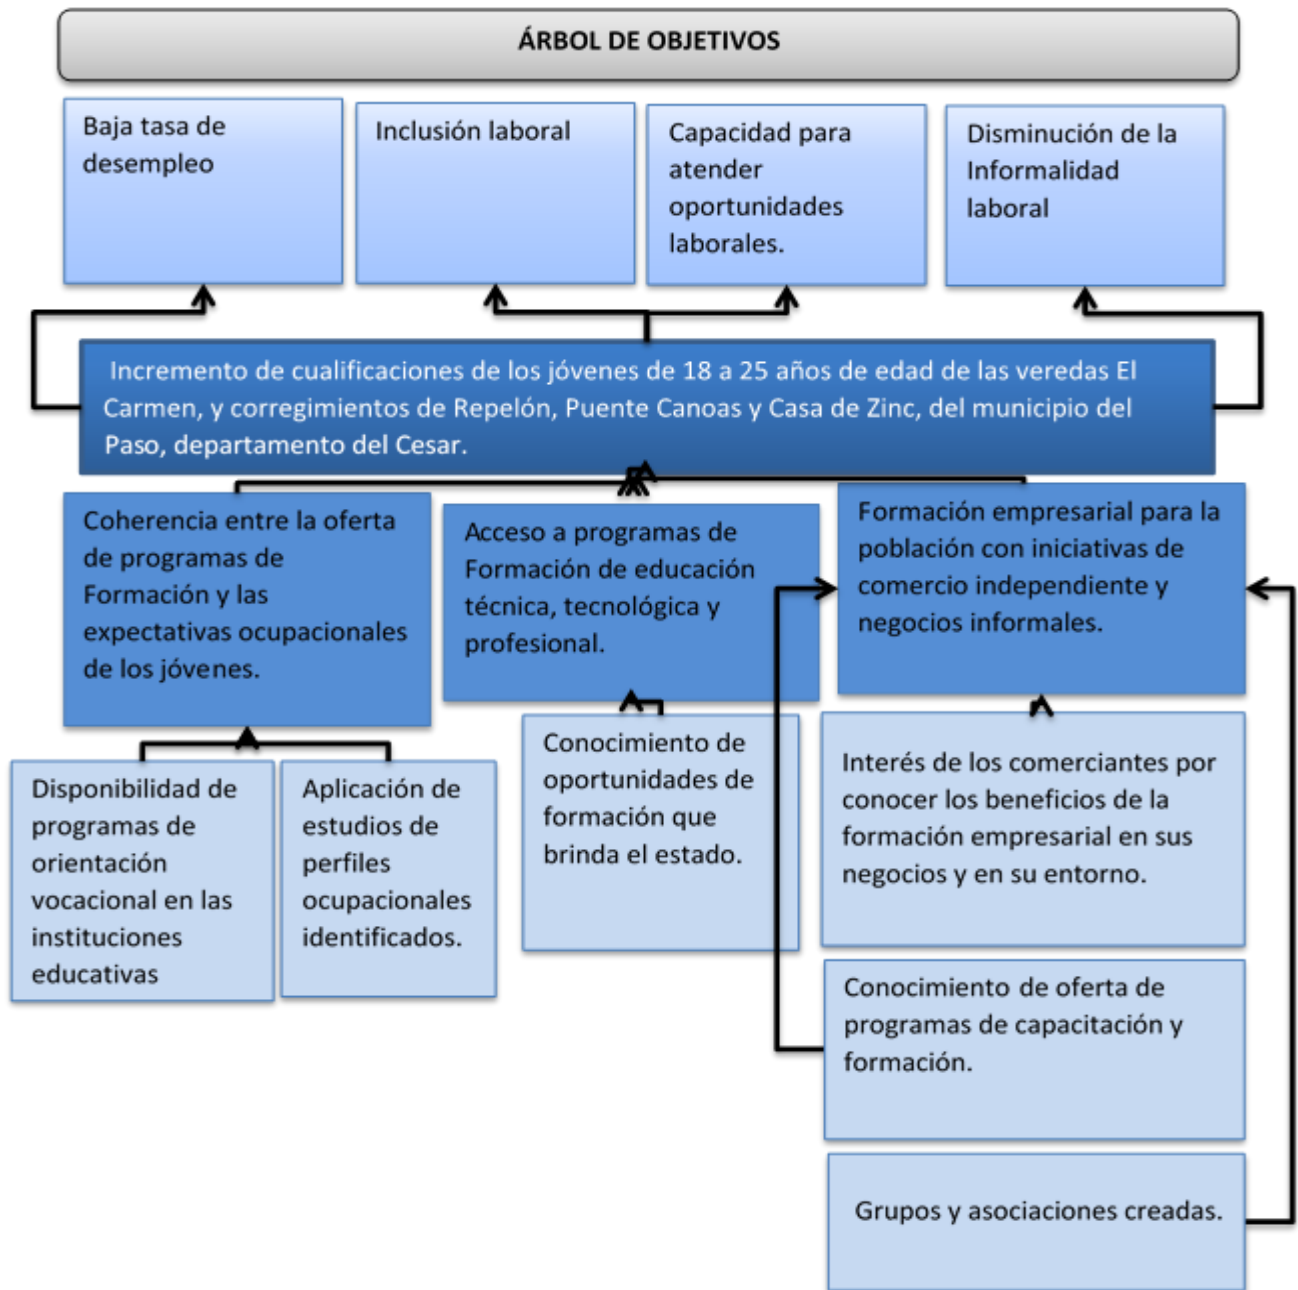 ÁRBOL DE OBJETIVOS
Baja tasa de
desempleo
Inclusión laboral
Capacidad para
atender
oportunidades
laborales.
Disminución de la
Informalidad
laboral
Incremento de cualificaciones de los jóvenes de 18 a 25 años de edad de las veredas El
Carmen, y corregimientos de Repelón, Puente Canoas y Casa de Zinc, del municipio del
Paso, departamento del Cesar.
Coherencia entre la oferta
de programas de
Formación y las
expectativas ocupacionales
de los jóvenes.
Acceso a programas de
Formación de educación
técnica, tecnológica y
profesional.
Formación empresarial para la
población con iniciativas de
comercio independiente y
negocios informales.
Disponibilidad de
programas de
orientación
vocacional en las
instituciones
educativas
Aplicación de
estudios de
perfiles
ocupacionales
identificados.
Conocimiento de
oportunidades de
formación que
brinda el estado.
Interés de los comerciantes por
conocer los beneficios de la
formación empresarial en sus
negocios y en su entorno.
Conocimiento de oferta de
programas de capacitación y
formación.
Grupos y asociaciones creadas.